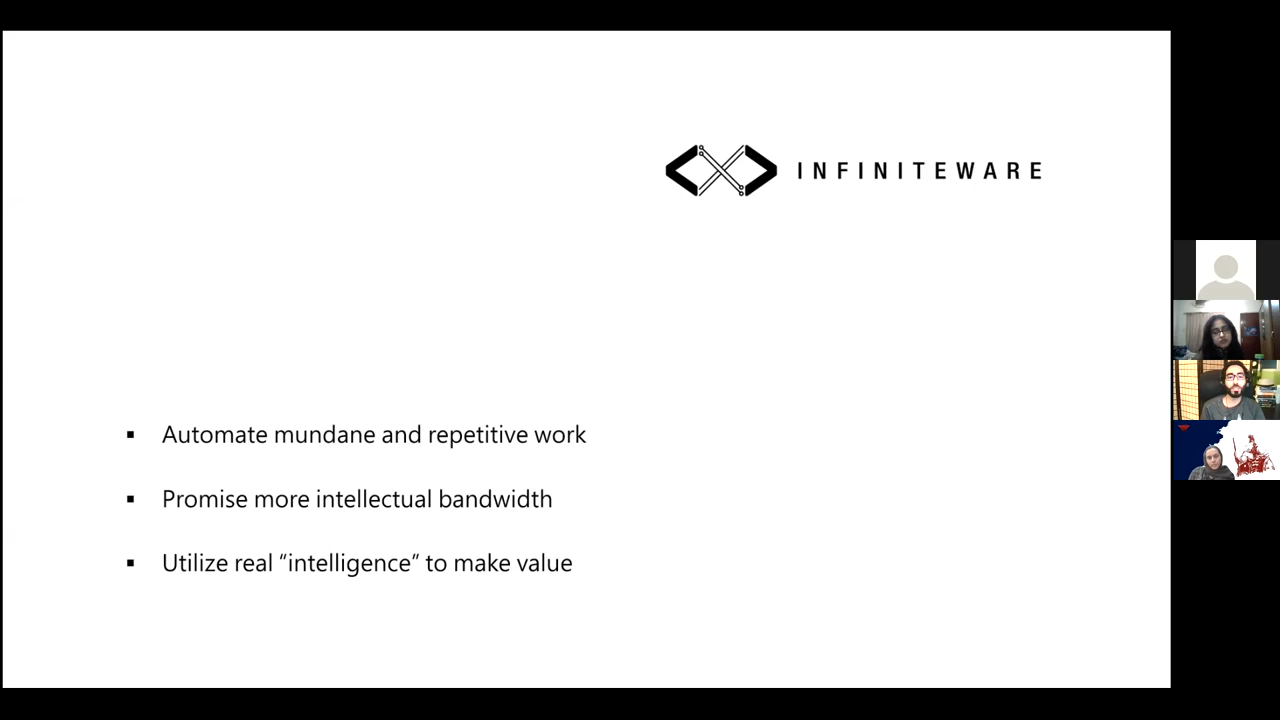 INFINITEWARE
Automate mundane and repetitive work
Promise more intellectual bandwidth
Utilize real “intelligence” to make value